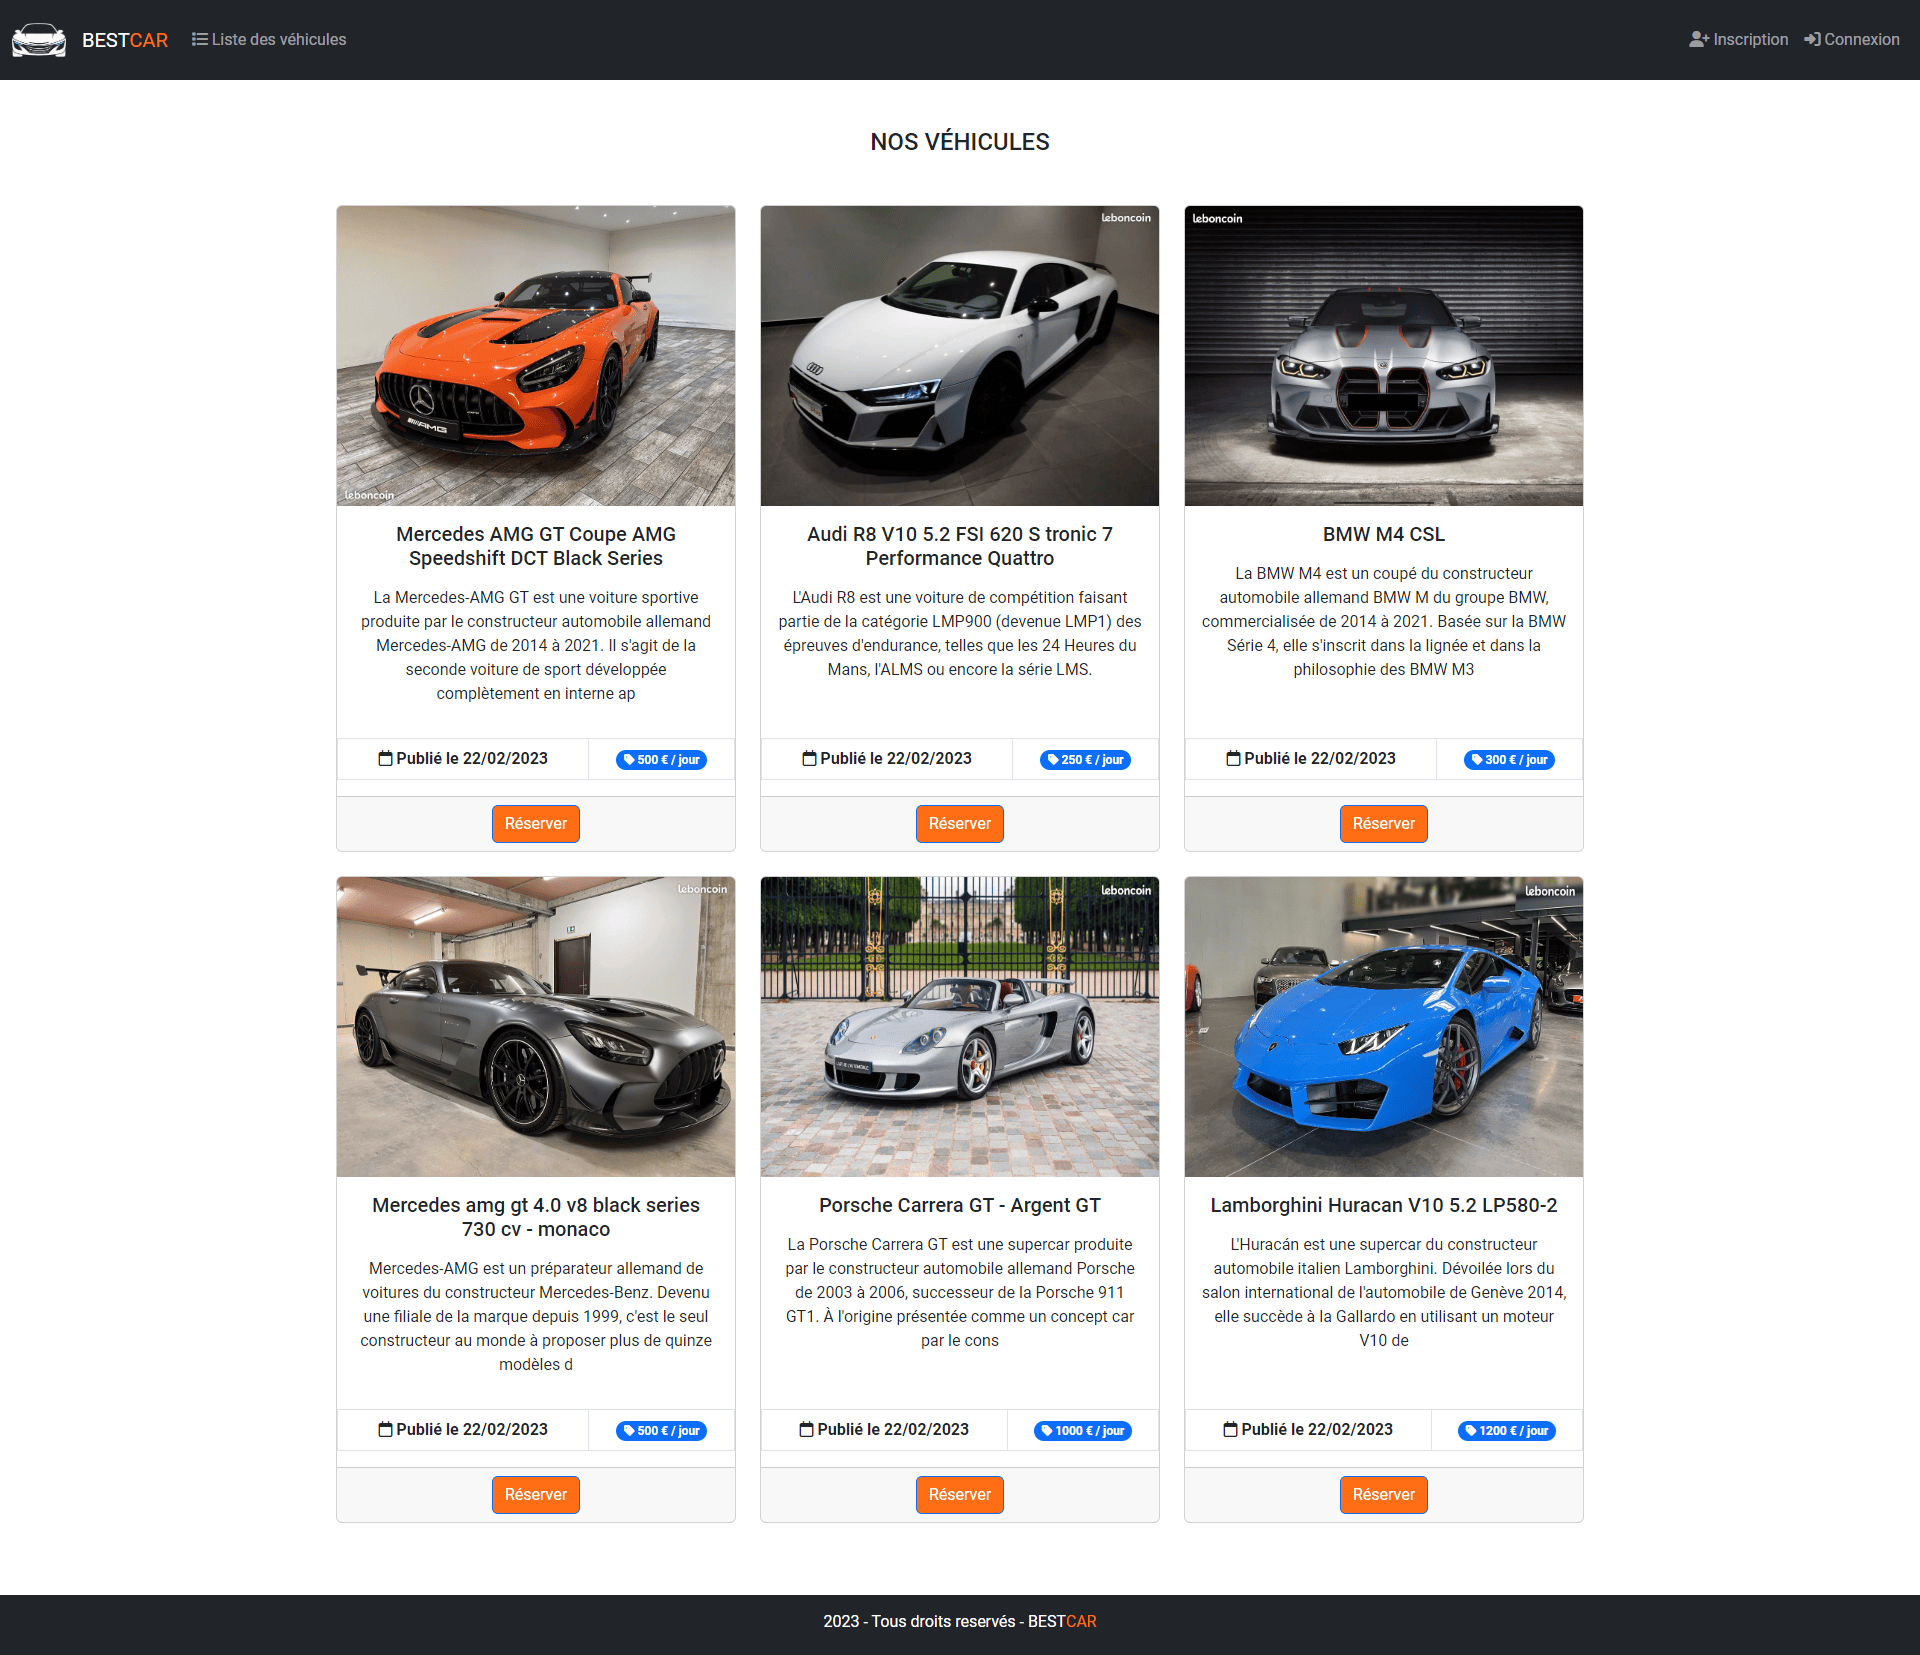 BESTCAR
Liste des véhicules
Inscription
Connexion
NOS VÉHICULES
leboncoin
AMG
Mercedes AMG GT Coupe AMG
Speedshift DCT Black Series
La Mercedes-AMG GT est une voiture sportive
produite par le constructeur automobile allemand
Mercedes-AMG de 2014 à 2021. Il s'agit de la
seconde voiture de sport développée
complètement en interne ap
Publié le 22/02/2023
500 € / jour
Réserver
leboncoin
Audi R8 V10 5.2 FSI 620 S tronic 7
Performance Quattro
L'Audi R8 est une voiture de compétition faisant
partie de la catégorie LMP900 (devenue LMP1) des
épreuves d'endurance, telles que les 24 Heures du
Mans, l'ALMS ou encore la série LMS.
Publié le 22/02/2023
250 € / jour
Réserver
leboncoin
BMW M4 CSL
La BMW M4 est un coupé du constructeur
automobile allemand BMW M du groupe BMW,
commercialisée de 2014 à 2021. Basée sur la BMW
Série 4, elle s'inscrit dans la lignée et dans la
philosophie des BMW M3
Publié le 22/02/2023
300 € / jour
Réserver
leboncoin
Mercedes amg gt 4.0 v8 black series
730 cv - monaco
Mercedes-AMG est un préparateur allemand de
voitures du constructeur Mercedes-Benz. Devenu
une filiale de la marque depuis 1999, c'est le seul
constructeur au monde à proposer plus de quinze
modèles d
Publié le 22/02/2023
500 € / jour
Réserver
leboncoin
Porsche Carrera GT - Argent GT
La Porsche Carrera GT est une supercar produite
par le constructeur automobile allemand Porsche
de 2003 à 2006, successeur de la Porsche 911
GT1. À l'origine présentée comme un concept car
par le cons
Publié le 22/02/2023
1000 € / jour
Réserver
leboncoin
Lamborghini Huracan V10 5.2 LP580-2
L'Huracán est une supercar du constructeur
automobile italien Lamborghini. Dévoilée lors du
salon international de l'automobile de Genève 2014,
elle succède à la Gallardo en utilisant un moteur
V10 de
Publié le 22/02/2023
1200 € / jour
Réserver
2023 - Tous droits reservés - BESTCAR